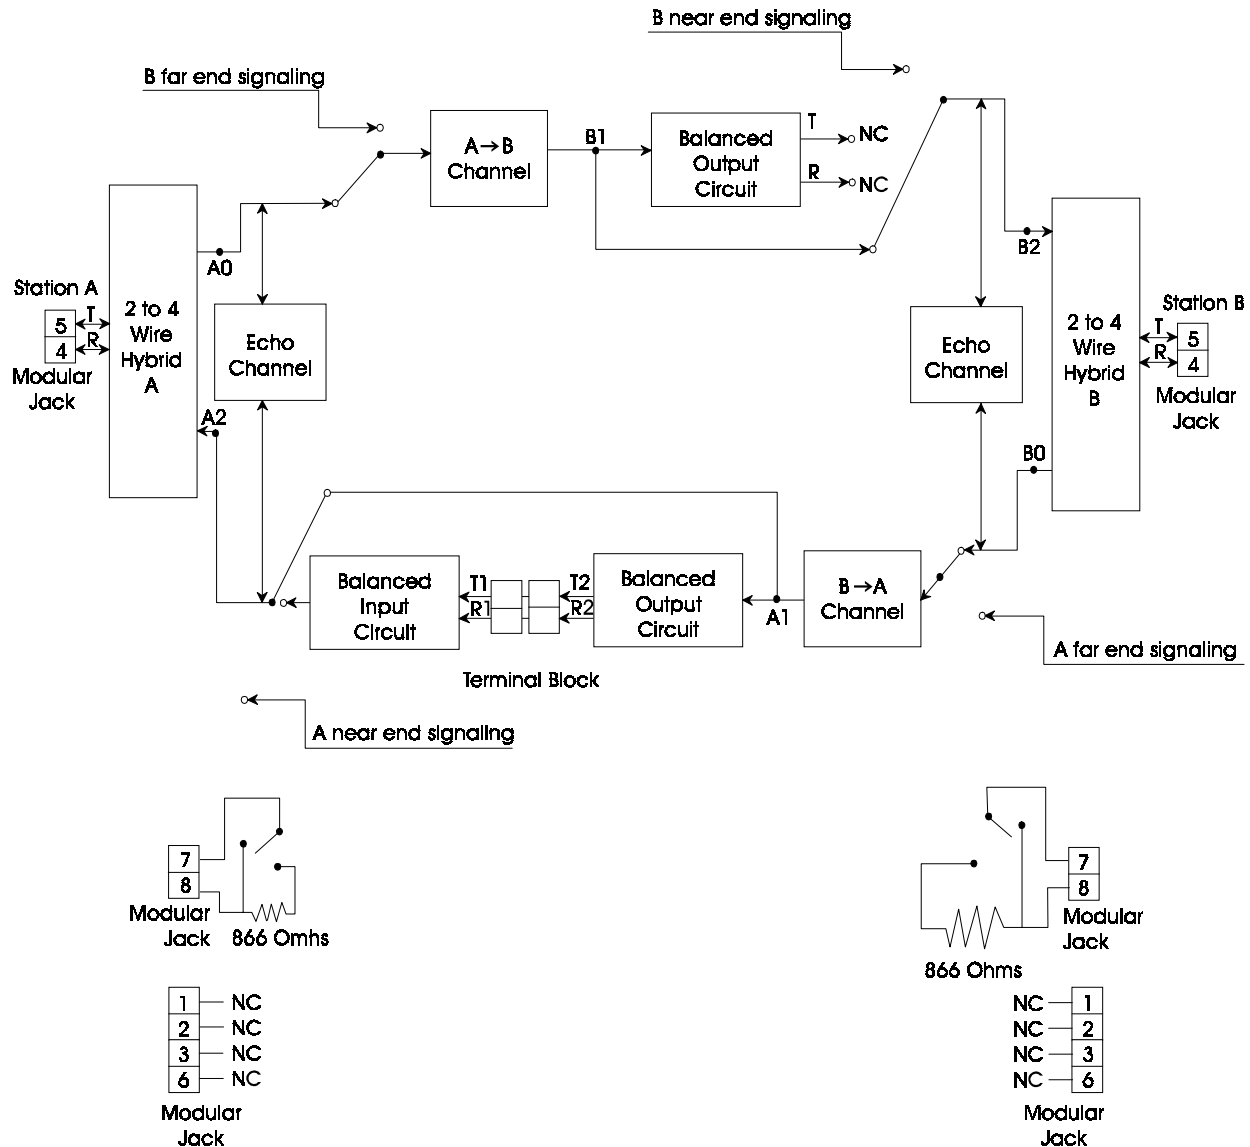 B near end signaling
B far end signaling
A→B
Channel
B1
Balanced
Output
Circuit
T
NC
R
NC
A0
B2
Station A
5
4
T
R
Modular
Jack
2 to 4
Wire
Hybrid
A
Echo
Channel
Echo
Channel
2 to 4
Wire
Hybrid
B
Station B
T
R
5
4
Modular
Jack
A2
B0
Balanced
Input
Circuit
T1
R1
T2
R2
Balanced
Output
Circuit
A1
B→A
Channel
Terminal Block
A far end signaling
A near end signaling
7
8
Modular
Jack
866 Omhs
7
8
Modular
Jack
866 Ohms
1 NC
2 NC
3 NC
6 NC
Modular
Jack
NC 1
NC 2
NC 3
NC 6
Modular
Jack